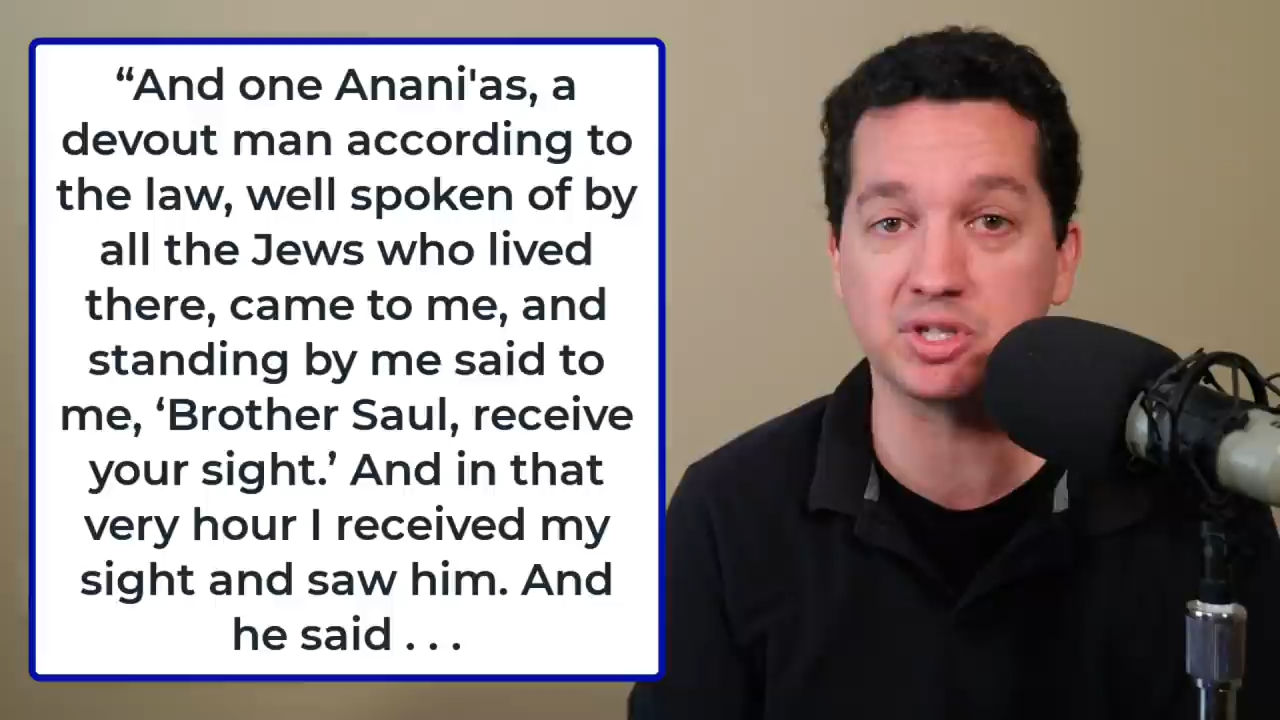 “And one Anani'as, a
devout man according to
the law, well spoken of by
all the Jews who lived
there, came to me, and
standing by me said to
me, ‘Brother Saul, receive
your sight.’ And in that
very hour I received my
sight and saw him. And
he said . . .